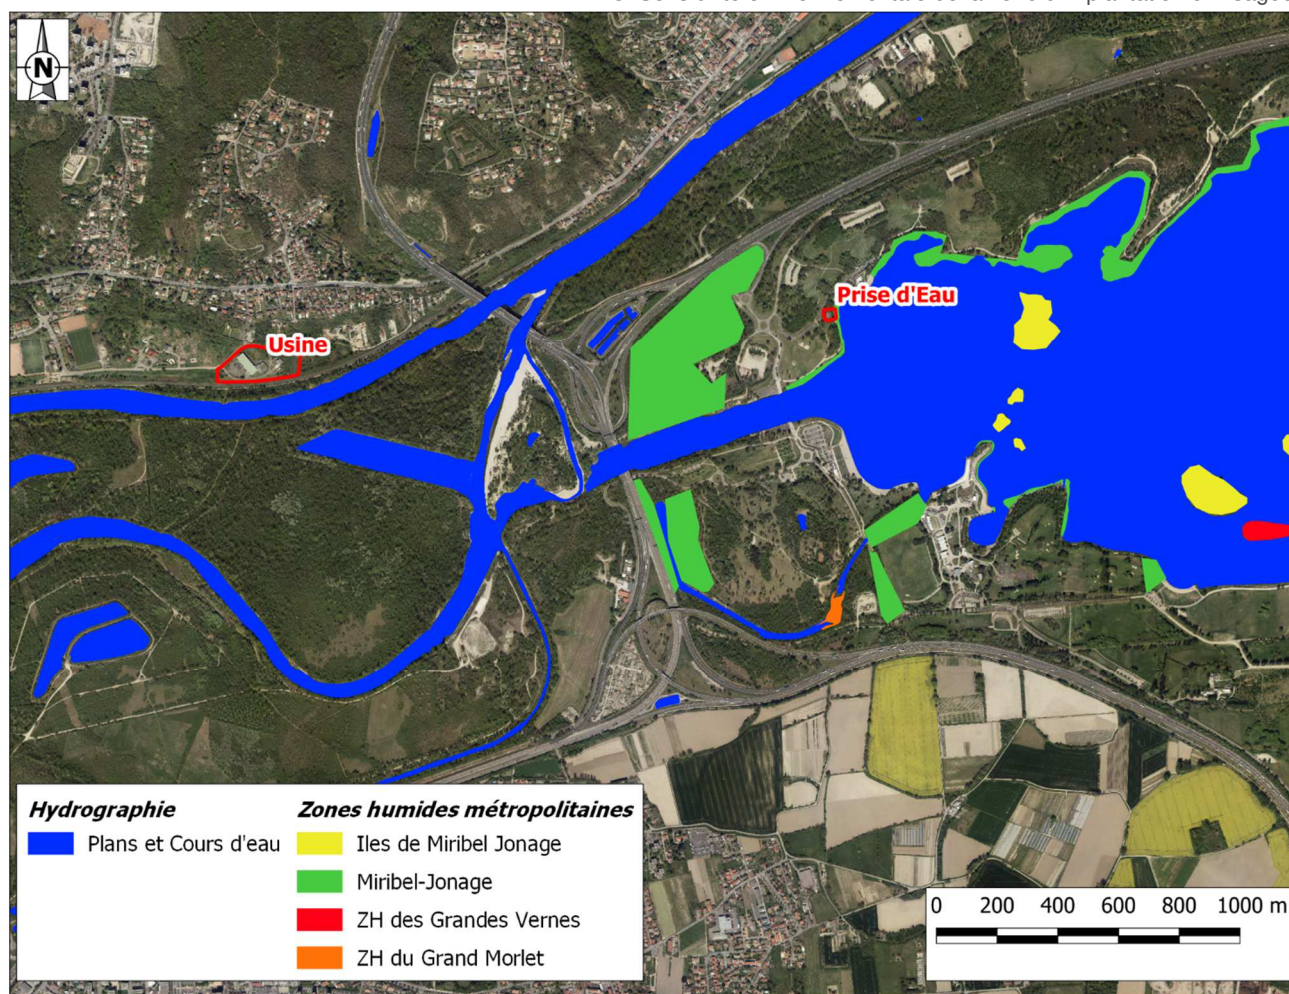 N
Prise d'Eau
Usine
Hydrographie
Plans et Cours d'eau
Zones humides métropolitaines
Iles de Miribel Jonage
Miribel-Jonage
ZH des Grandes Vernes
ZH du Grand Morlet
0 200 400 600 800 1000 m